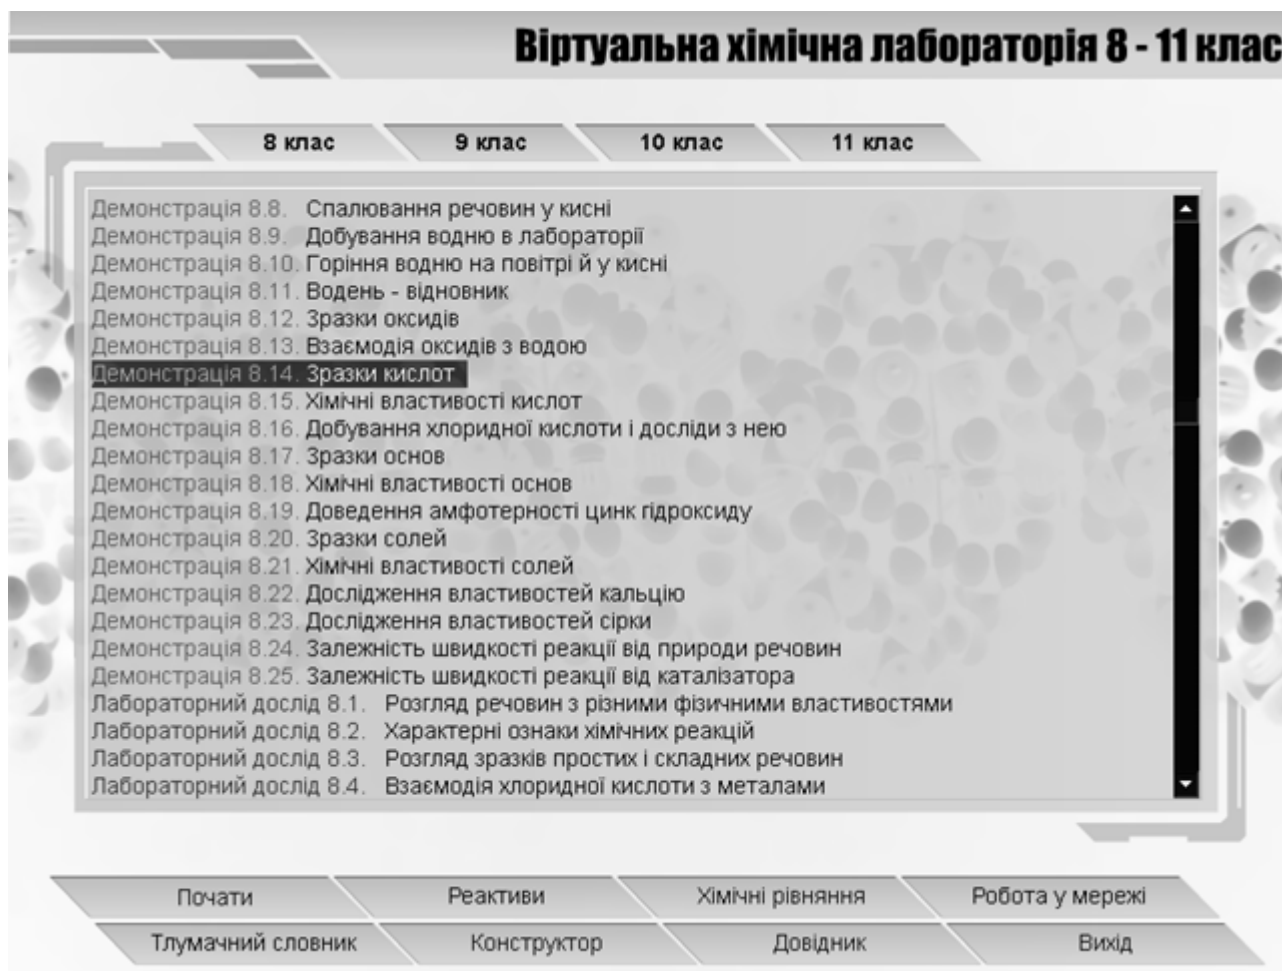 Віртуальна хімічна лабораторія 8 - 11 клас
8 клас 9 клас 10 клас 11 клас
Демонстрація 8.8. Спалювання речовин у кисні
Демонстрація 8.9. Добування водню в лабораторії
Демонстрація 8.10. Горіння водню на повітрі й у кисні
Демонстрація 8.11. Водень - відновник
Демонстрація 8.12. Зразки оксидів
Демонстрація 8.13. Взаємодія оксидів з водою
Демонстрація 8.14. Зразки кислот
Демонстрація 8.15. Хімічні властивості кислот
Демонстрація 8.16. Добування хлоридної кислоти і досліди з нею
Демонстрація 8.17. Зразки основ
Демонстрація 8.18. Хімічні властивості основ
Демонстрація 8.19. Доведення амфотерності цинк гідроксиду
Демонстрація 8.20. Зразки солей
Демонстрація 8.21. Хімічні властивості солей
Демонстрація 8.22. Дослідження властивостей кальцію
Демонстрація 8.23. Дослідження властивостей сірки
Демонстрація 8.24. Залежність швидкості реакції від природи речовин
Демонстрація 8.25. Залежність швидкості реакції від каталізатора
Лабораторний дослід 8.1. Розгляд речовин з різними фізичними властивостями
Лабораторний дослід 8.2. Характерні ознаки хімічних реакцій
Лабораторний дослід 8.3. Розгляд зразків простих і складних речовин
Лабораторний дослід 8.4. Взаємодія хлоридної кислоти з металами
Почати Реактиви Хімічні рівняння Робота у мережі
Тлумачний словник Конструктор Довідник Вихід